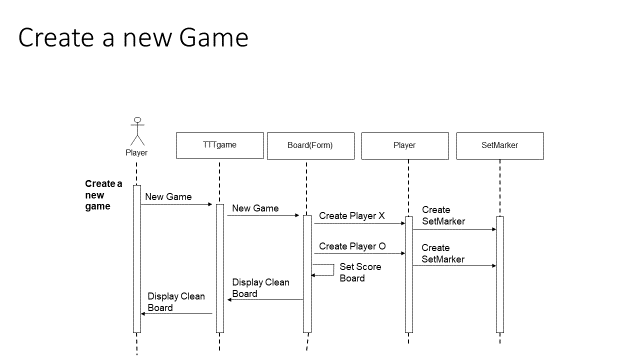 Create a new Game
Player
TTTgame
Board(Form)
Player
SetMarker
Create a
new
game
New Game
New Game
Create Player X
Create
SetMarker
Create Player O
Create
SetMarker
Set Score
Board
Display Clean
Board
Display Clean
Board